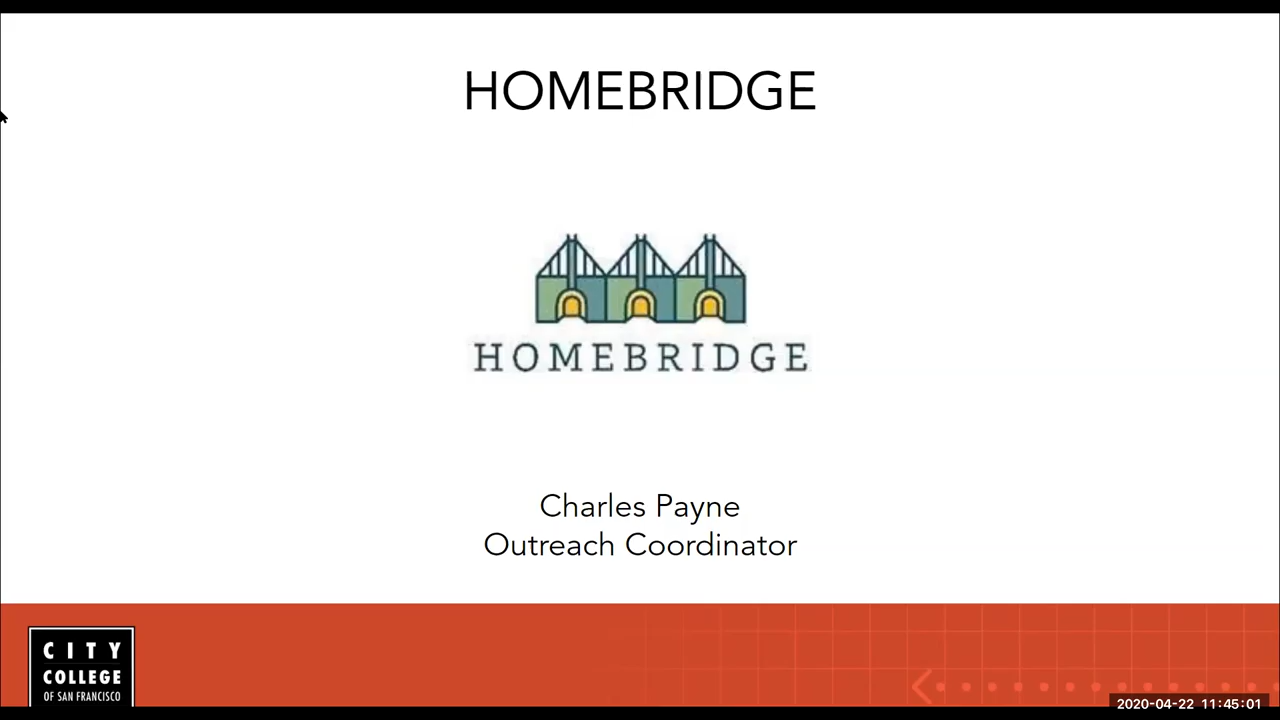 HOMEBRIDGE
HOMEBRIDGE
Charles Payne
Outreach Coordinator
CITY
COLLEGE
OF SAN FRANCISCO
2020-04-22 11:45:01